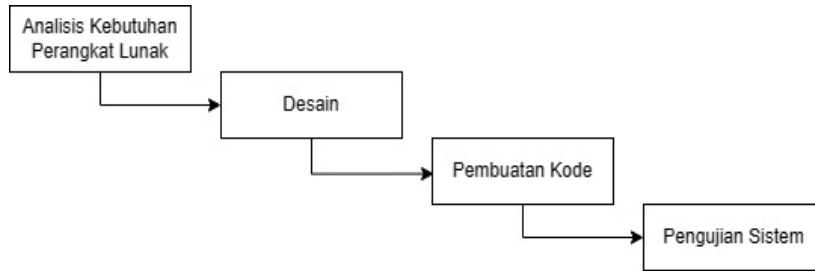 Analisis Kebutuhan
Perangkat Lunak
Desain
Pembuatan Kode
Pengujian Sistem